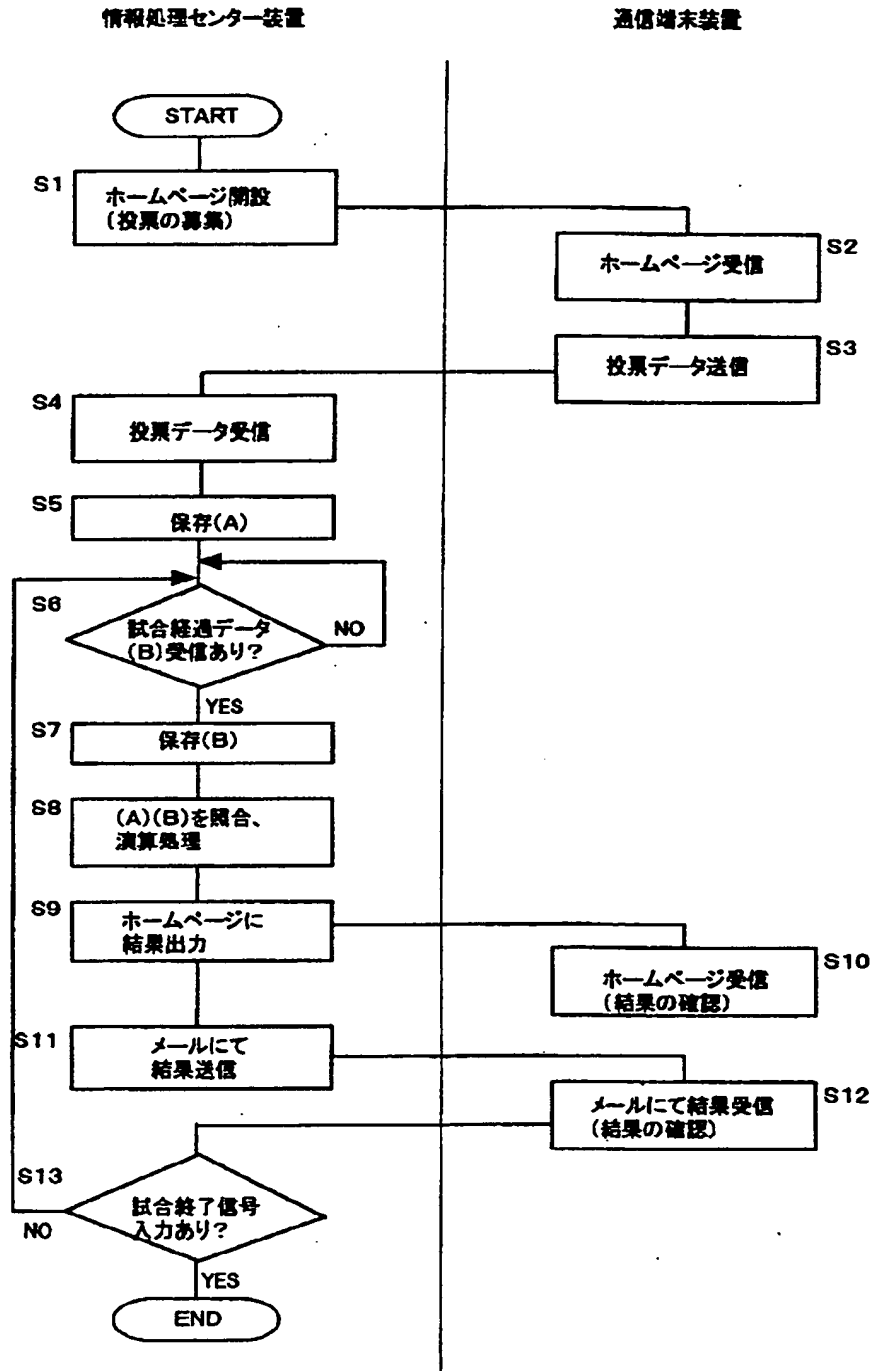 情報処理センター装置
通信端末装置
START
S1
ホームページ開設
(投票の募集)
S2
ホームページ受信
S3
投票データ送信
S4
投票データ受信
S5
保存(A)
S6
試合経過データ
(B)受信あり?
NO
YES
S7
保存(B)
S8
(A)(B)を照合、
演算処理
S9
ホームページに
結果出力
S10
ホームページ受信
(結果の確認)
S11
メールにて
結果送信
S12
メールにて結果受信
(結果の確認)
S13
試合終了信号
入力あり?
NO
YES
END